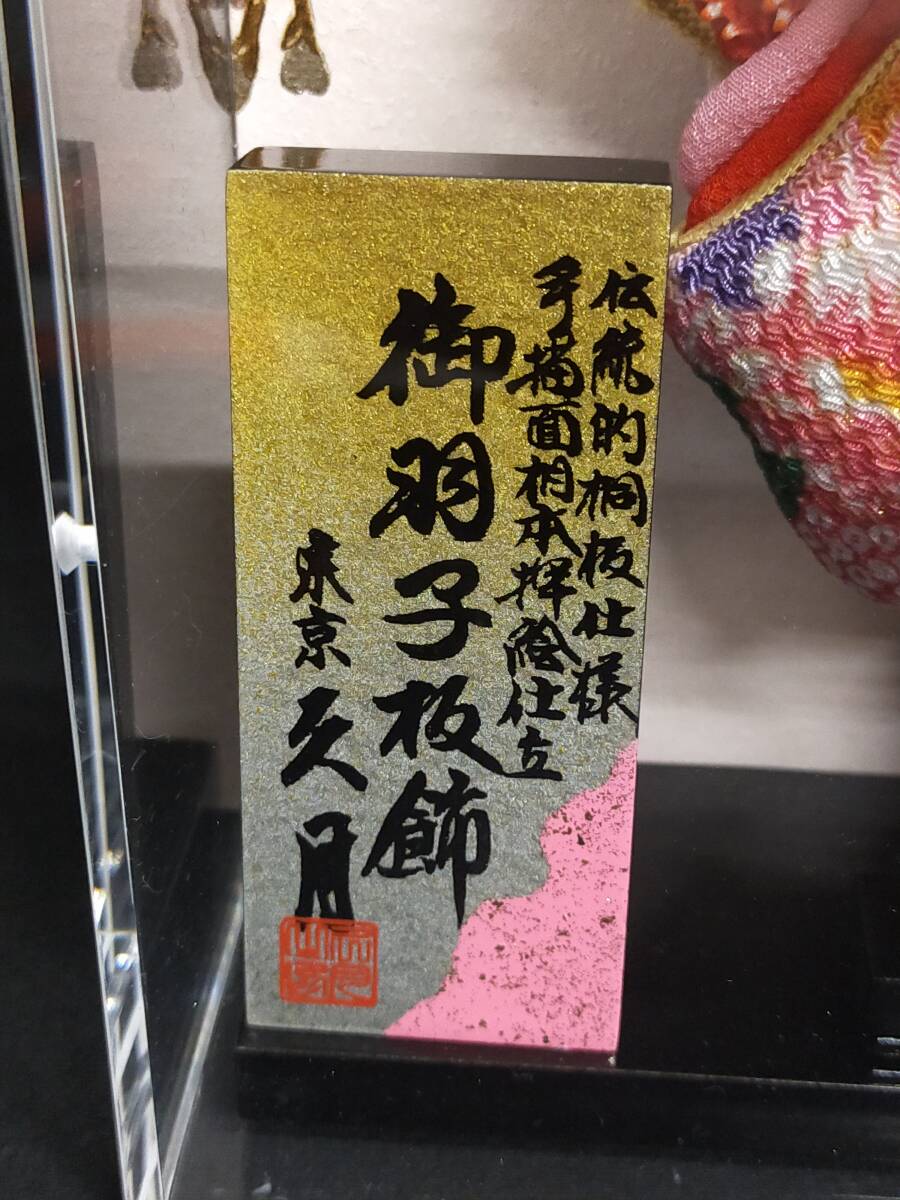 伝統的桐板仕様
手描面相本押絵仕立
御羽子板飾
東京 久月